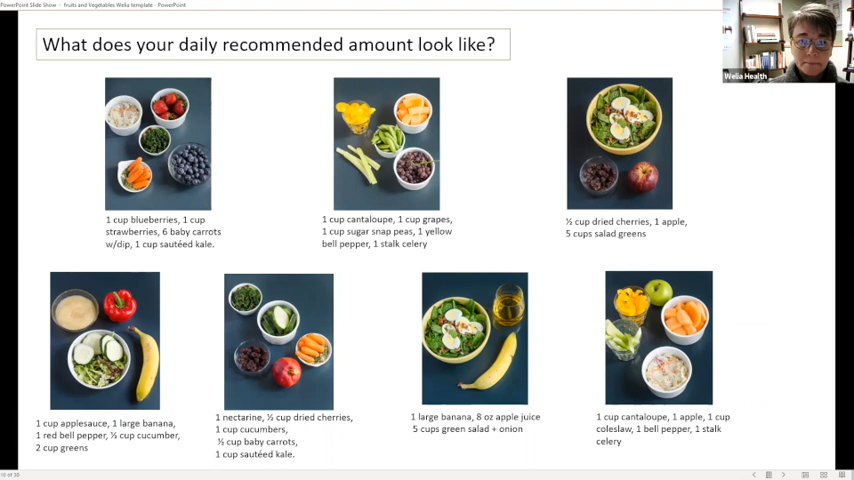 PowerPoint Slide Show - Fruits and Vegetables Welia template - PowerPoint
What does your daily recommended amount look like?
Welia Health
1 cup blueberries, 1 cup
strawberries, 6 baby carrots
w/dip, 1 cup sautéed kale.
1 cup cantaloupe, 1 cup grapes,
1 cup sugar snap peas, 1 yellow
bell pepper, 1 stalk celery
½ cup dried cherries, 1 apple,
5 cups salad greens
1 cup applesauce, 1 large banana,
1 red bell pepper, ½ cup cucumber,
2 cup greens
1 nectarine, ½ cup dried cherries,
1 cup cucumbers,
½ cup baby carrots,
1 cup sautéed kale.
1 large banana, 8 oz apple juice
5 cups green salad + onion
1 cup cantaloupe, 1 apple, 1 cup
coleslaw, 1 bell pepper, 1 stalk
celery